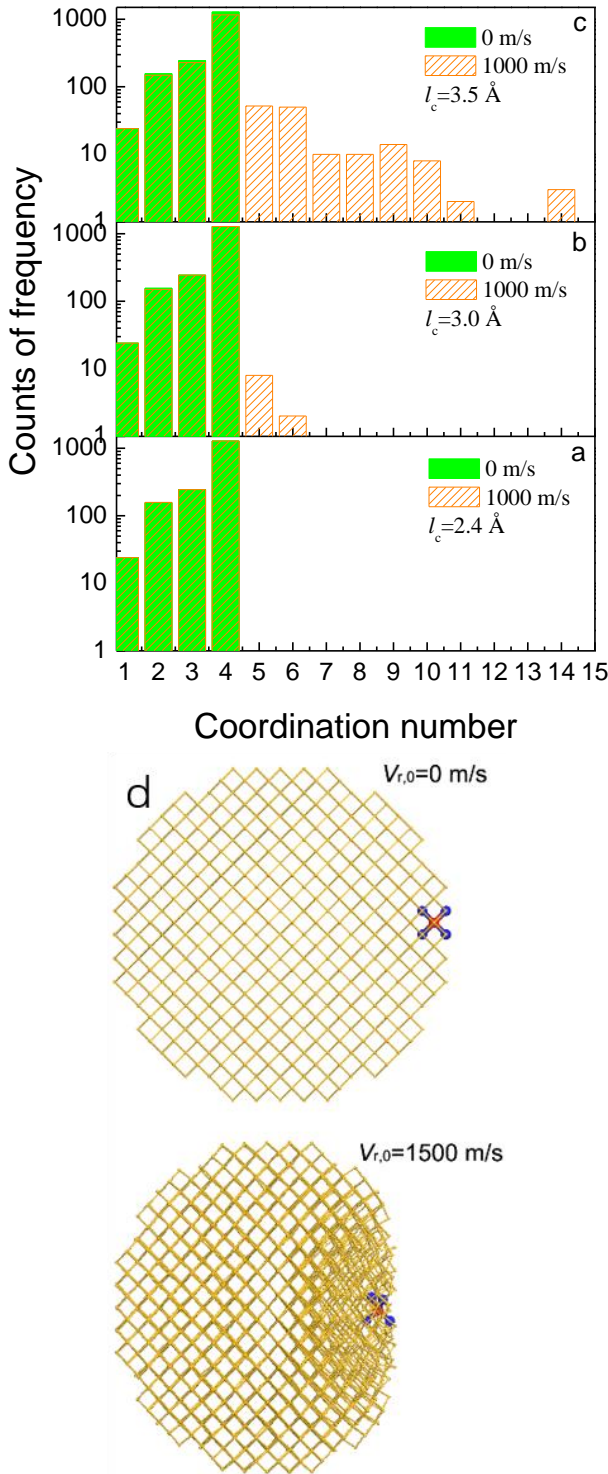 c
0 m/s
1000 m/s
lc=3.5 Å
1000
100
10
1
b
0 m/s
1000 m/s
lc=3.0 Å
1000
100
10
1
a
0 m/s
1000 m/s
lc=2.4 Å
1000
100
10
1
Counts of frequency
1 2 3 4 5 6 7 8 9 10 11 12 13 14 15
Coordination number
d
Vr,0=0 m/s
Vr,0=1500 m/s